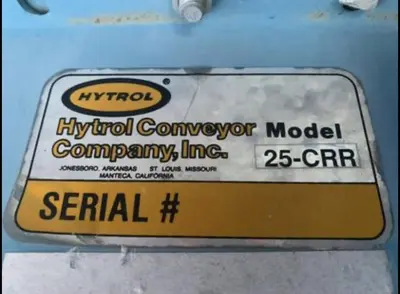 HYTROL
Hytrol Conveyor
Company, Inc.
JONESBORO, ARKANSAS ST LOUIS, MISSOURI
MANTECA, CALIFORNIA
Model
25-CRR
SERIAL #